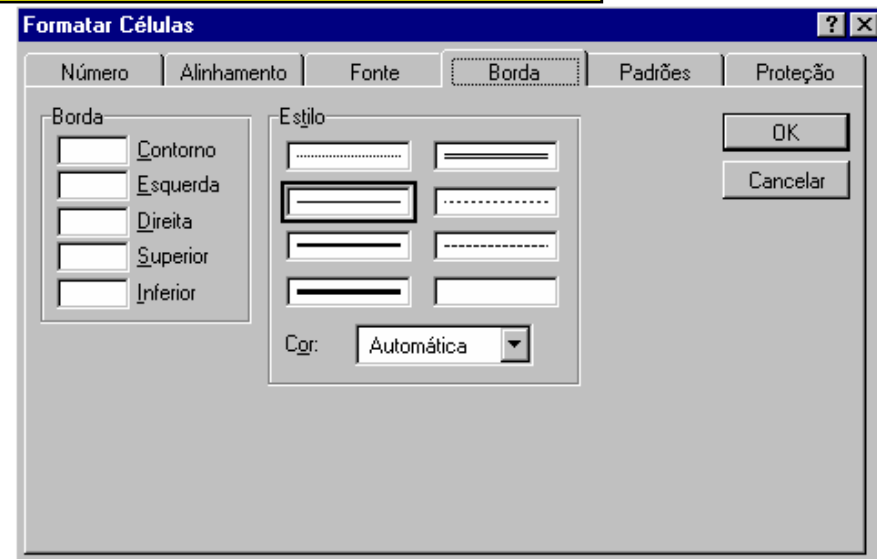 Formatar Células
Número Alinhamento Fonte Borda Padrões Proteção
Borda
Contorno
Esquerda
Direita
Superior
Inferior
Estilo
Cor: Automática
OK
Cancelar